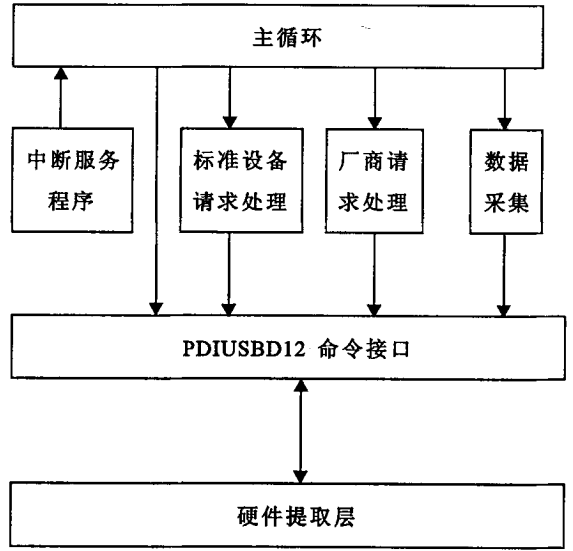 主循环
中断服务
程序
标准设备
请求处理
厂商请
求处理
数据
采集
PDIUSBD12 命令接口
硬件提取层